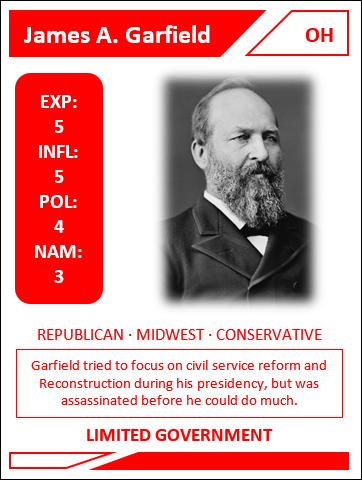 James A. Garfield
OH
EXP:
5
INFL:
5
POL:
4
NAM:
3
REPUBLICAN · MIDWEST · CONSERVATIVE
Garfield tried to focus on civil service reform and
Reconstruction during his presidency, but was
assassinated before he could do much.
LIMITED GOVERNMENT